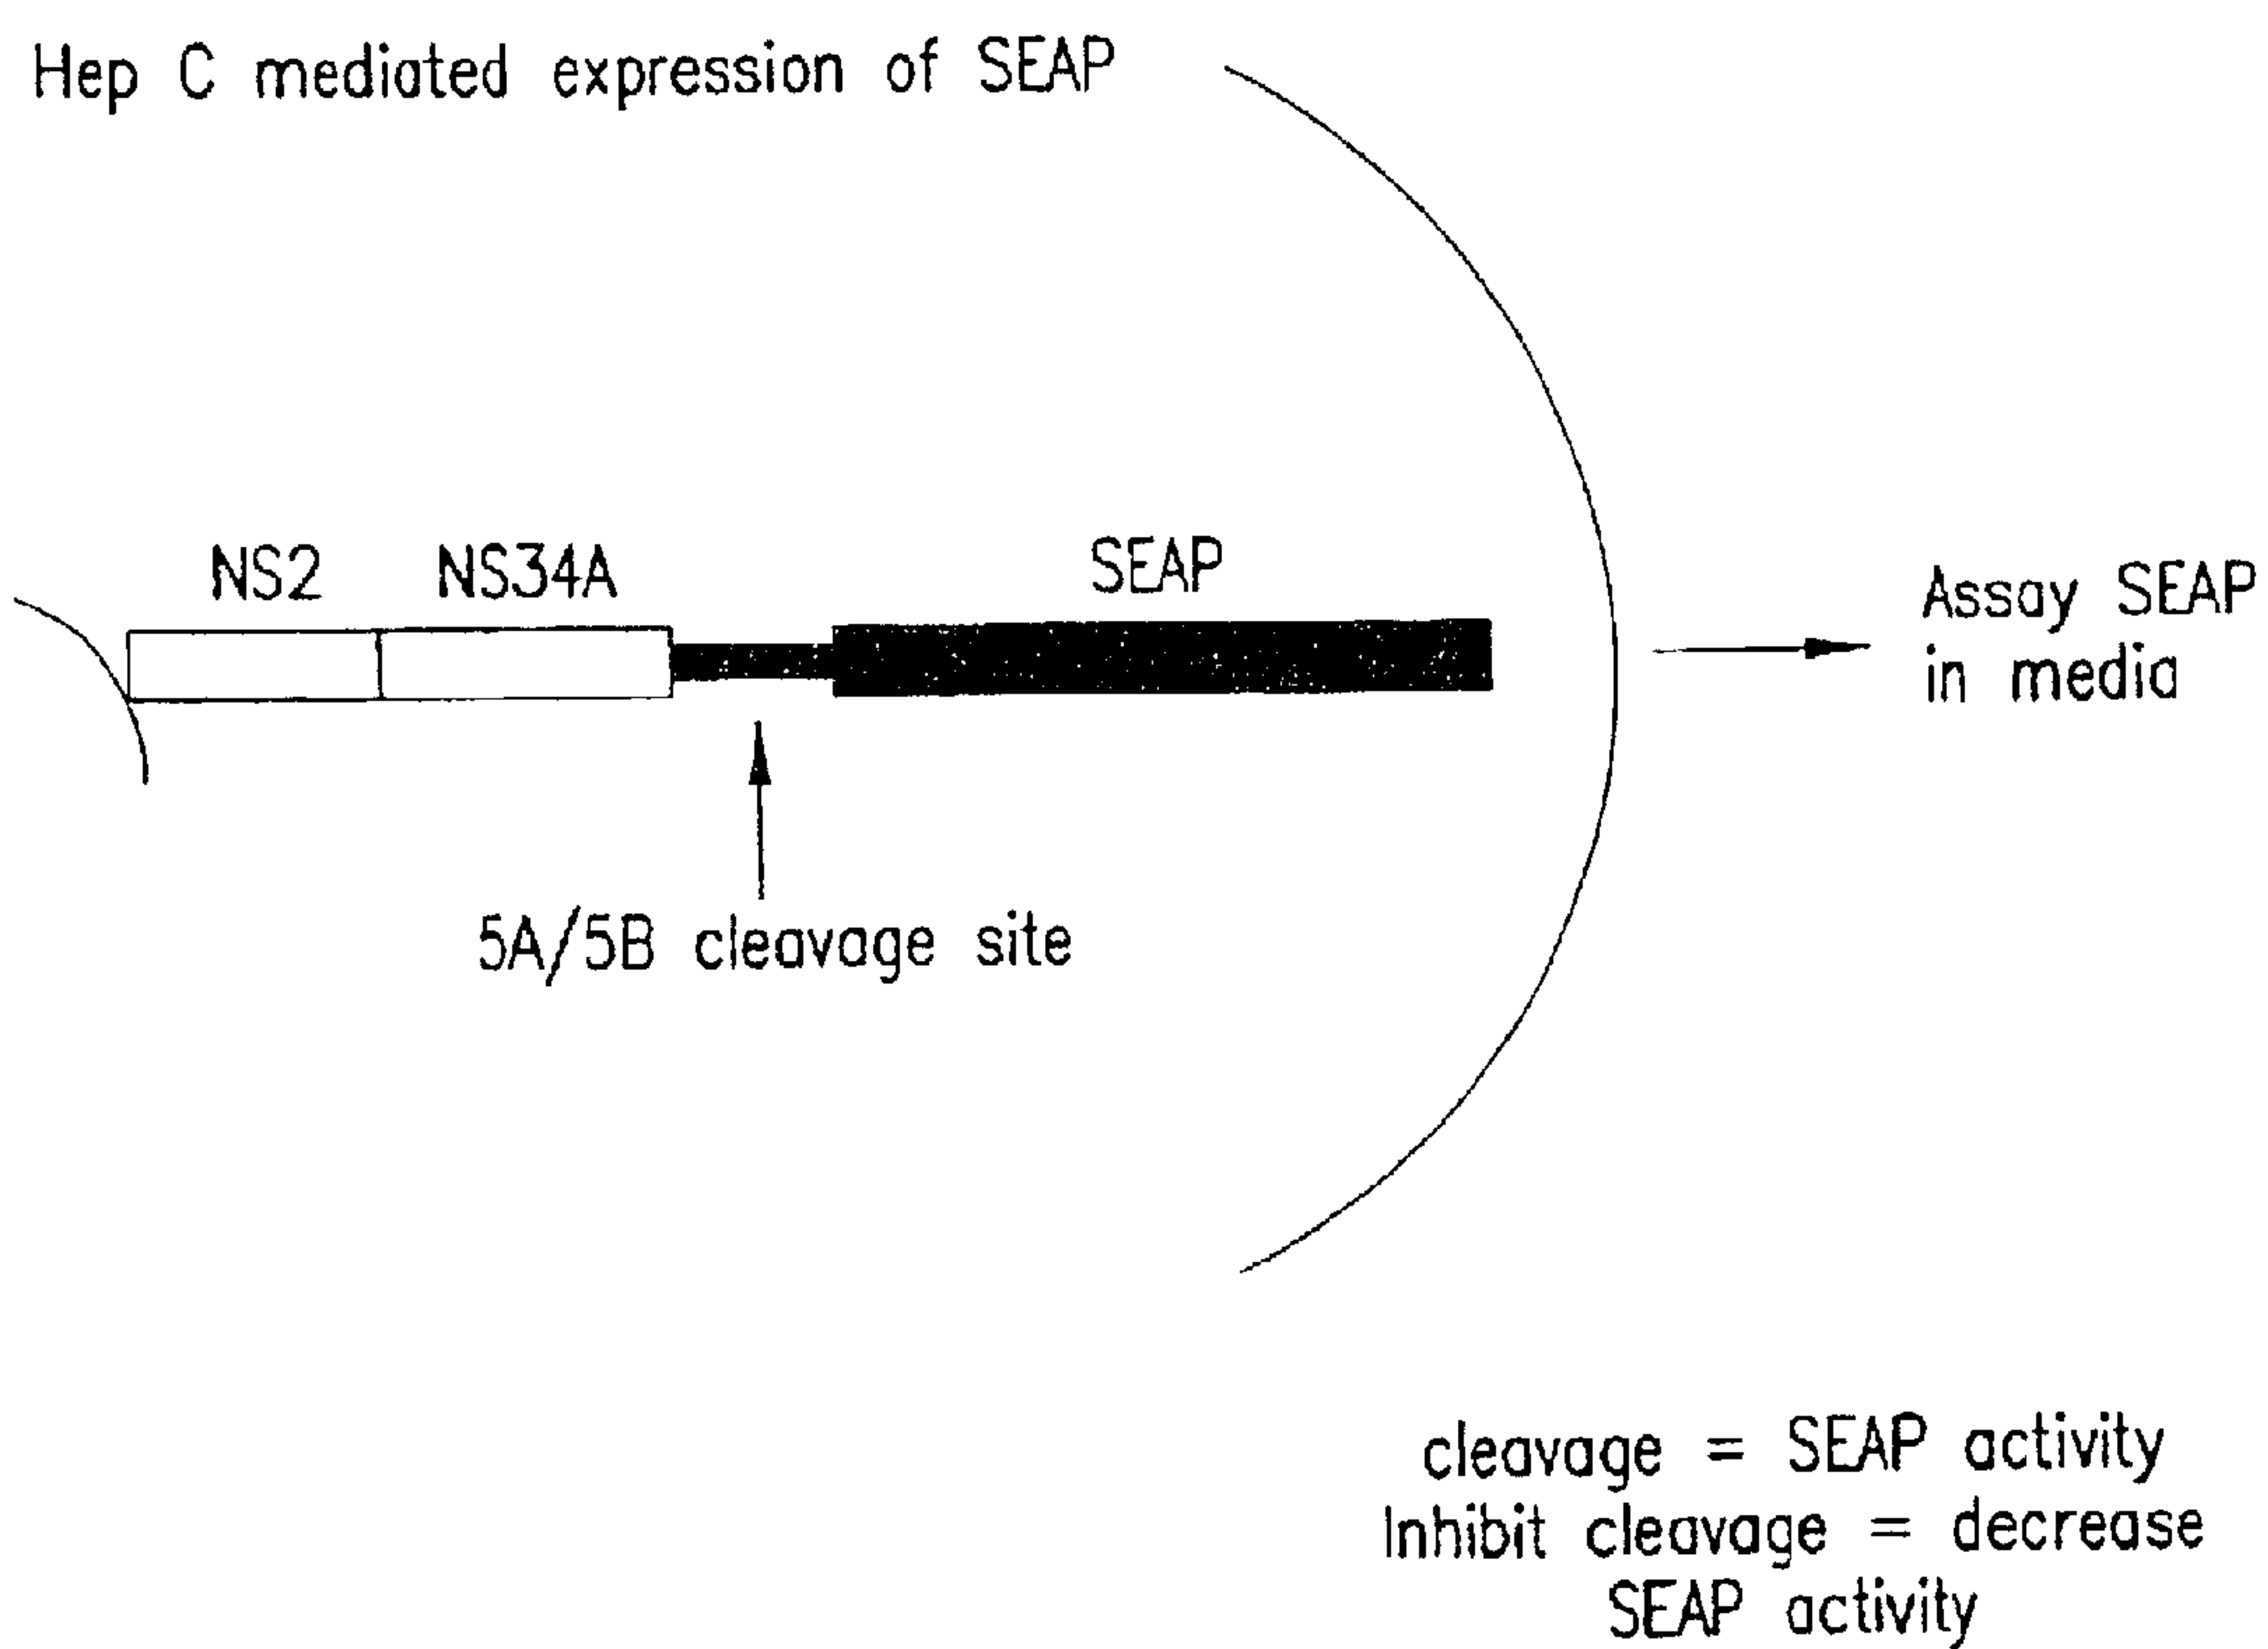 Hep C mediated expression of SEAP
NS2 NS34A SEAP
Assay SEAP
in media
5A/5B cleavage site
cleavage = SEAP activity
Inhibit cleavage = decrease
SEAP activity